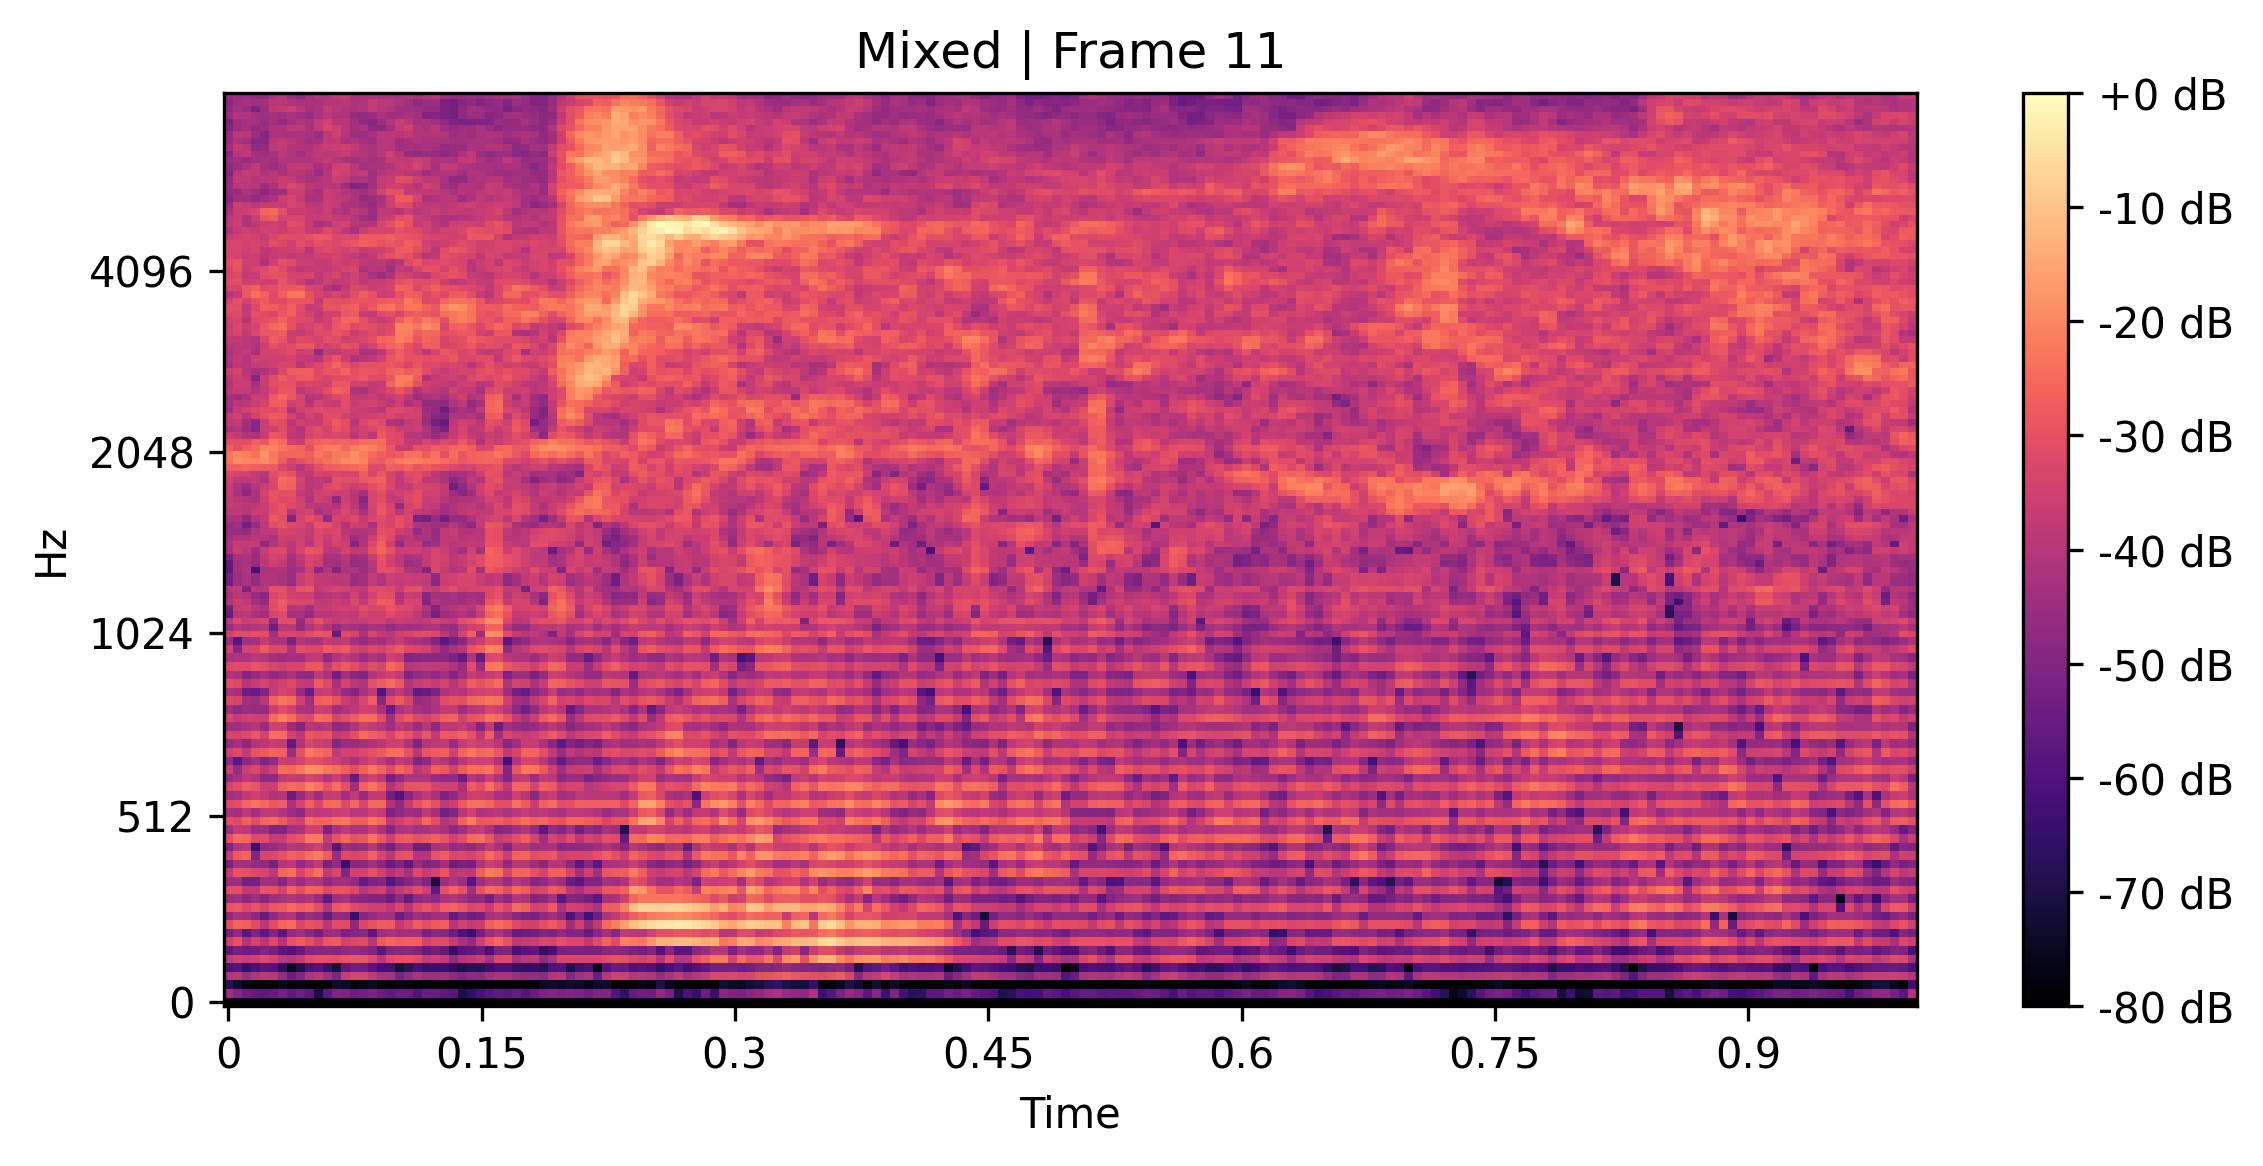 Mixed | Frame 11
+0 dB
-10 dB
-20 dB
-30 dB
-40 dB
-50 dB
-60 dB
-70 dB
-80 dB
Hz
4096
2048
1024
512
0
0 0.15 0.3 0.45 0.6 0.75 0.9
Time